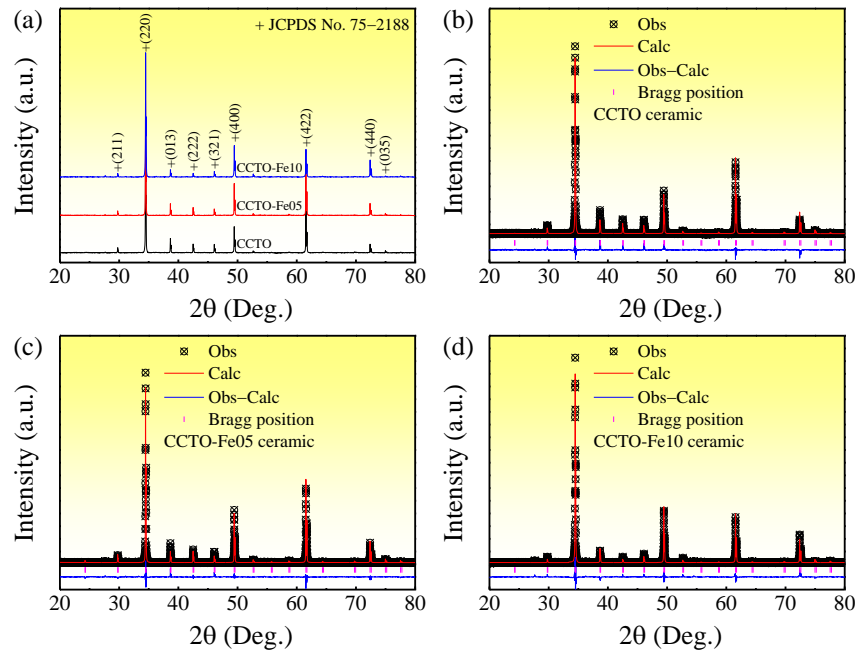 (a)
+ JCPDS No. 75−2188
+(211)
+(220)
+(013)
+(222)
+(321)
+(400)
+(422)
+(440)
+(035)
CCTO-Fe10
CCTO-Fe05
CCTO
Intensity (a.u.)
20 30 40 50 60 70 80
2θ (Deg.)
(b)
Obs
Calc
Obs−Calc
Bragg position
CCTO ceramic
Intensity (a.u.)
20 30 40 50 60 70 80
2θ (Deg.)
(c)
Obs
Calc
Obs−Calc
Bragg position
CCTO-Fe05 ceramic
Intensity (a.u.)
20 30 40 50 60 70 80
2θ (Deg.)
(d)
Obs
Calc
Obs−Calc
Bragg position
CCTO-Fe10 ceramic
Intensity (a.u.)
20 30 40 50 60 70 80
2θ (Deg.)